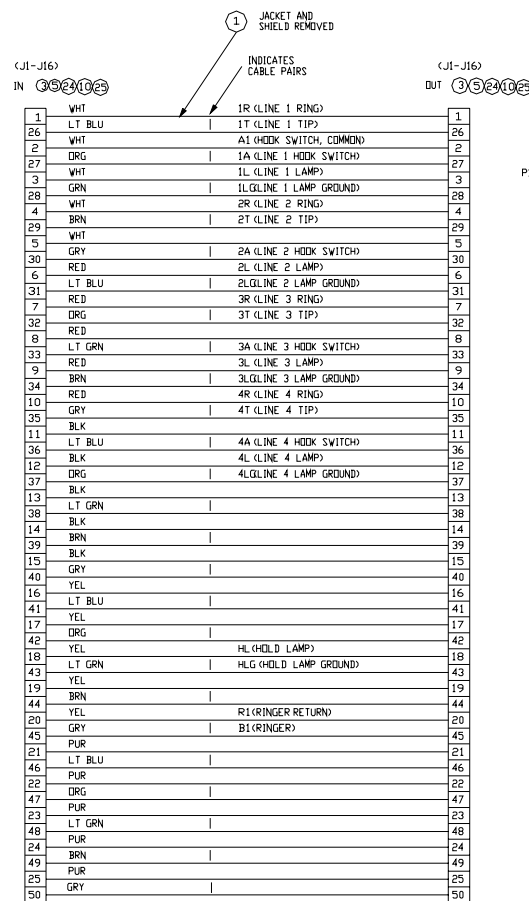 1 JACKET AND
SHIELD REMOVED
INDICATES
CABLE PAIRS
(J1-J16)
IN 3 5 24 10 25
(J1-J16)
OUT 3 5 24 10 25
P1
1 WHT 1R (LINE 1 RING) 1
26 LT BLU | 1T (LINE 1 TIP) 26
2 WHT A1 (HOOK SWITCH, COMMON) 2
27 ORG | 1A (LINE 1 HOOK SWITCH) 27
3 WHT 1L (LINE 1 LAMP) 3
28 GRN | 1LG(LINE 1 LAMP GROUND) 28
4 WHT 2R (LINE 2 RING) 4
29 BRN | 2T (LINE 2 TIP) 29
5 WHT 5
30 GRY | 2A (LINE 2 HOOK SWITCH) 30
6 RED 2L (LINE 2 LAMP) 6
31 LT BLU | 2LG(LINE 2 LAMP GROUND) 31
7 RED 3R (LINE 3 RING) 7
32 ORG | 3T (LINE 3 TIP) 32
8 RED 8
33 LT GRN | 3A (LINE 3 HOOK SWITCH) 33
9 RED 3L (LINE 3 LAMP) 9
34 BRN | 3LG(LINE 3 LAMP GROUND) 34
10 RED 4R (LINE 4 RING) 10
35 GRY | 4T (LINE 4 TIP) 35
11 BLK 11
36 LT BLU | 4A (LINE 4 HOOK SWITCH) 36
12 BLK 4L (LINE 4 LAMP) 12
37 ORG | 4LG(LINE 4 LAMP GROUND) 37
13 BLK 13
38 LT GRN | 38
14 BLK 14
39 BRN | 39
15 BLK 15
40 GRY | 40
16 YEL 16
41 LT BLU | 41
17 YEL 17
42 ORG | 42
18 YEL HL (HOLD LAMP) 18
43 LT GRN | HLG (HOLD LAMP GROUND) 43
19 YEL 19
44 BRN | 44
20 YEL R1(RINGER RETURN) 20
45 GRY | B1(RINGER) 45
21 PUR 21
46 LT BLU | 46
22 PUR 22
47 ORG | 47
23 PUR 23
48 LT GRN | 48
24 PUR 24
49 BRN | 49
25 PUR 25
50 GRY | 50